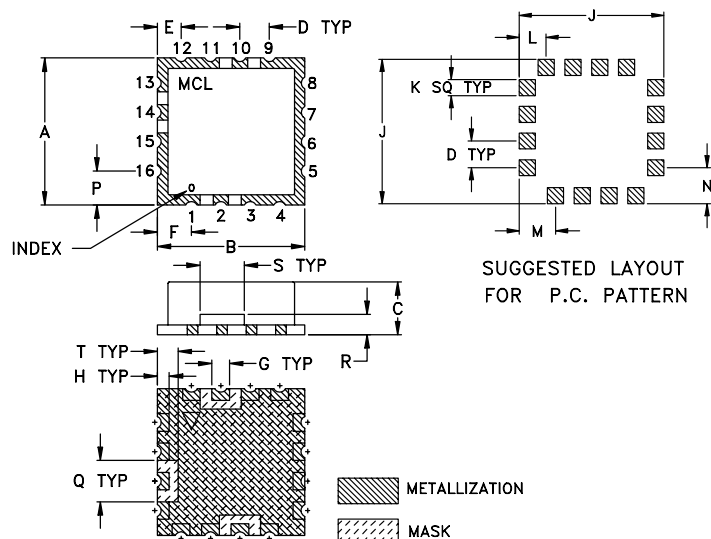 E
D TYP
12 11 10 9
13
14
15
16
MCL
8
7
6
5
A
P
o
1 2 3 4
INDEX
F
B
J
L
K SQ TYP
J
D TYP
N
M
SUGGESTED LAYOUT
FOR P.C. PATTERN
S TYP
C
R
T TYP
H TYP
G TYP
Q TYP
METALLIZATION
MASK